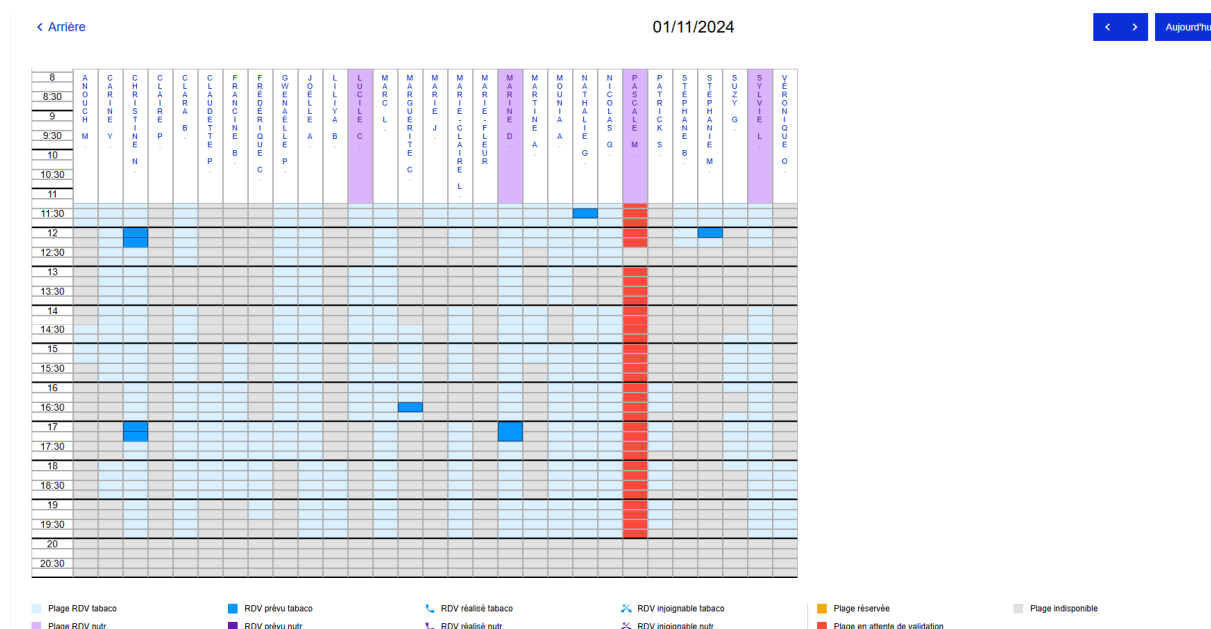 Arrière
01/11/2024
Aujourd'hu
8
8:30
9
9:30
10
10:30
11
11:30
12
12:30
13
13:30
14
14:30
15
15:30
16
16:30
17
17:30
18
18:30
19
19:30
20
20:30
ANOUCH M.
CARINE Y.
CHRISTINE N.
CLAIRE P.
CLARA B.
CLAUDETTE P.
FRANCINE B.
FRÉDÉRIQUE C.
GWENAËLLE P.
JOËLLE A.
LILIYA B.
LUCILE C.
MARC L.
MARGUERITE C.
MARIE J.
MARIE-CLAIRE L.
MARIE-FLEUR
MARINE D.
MARTINE A.
MOUNIA A.
NATHALIE G.
NICOLAS G.
PASCALE M.
PATRICK S.
STÉPHANE B.
STÉPHANIE M.
SUZY G.
SYLVIE L.
VÉRONIQUE O.
Plage RDV tabaco
RDV prévu tabaco
RDV réalisé tabaco
RDV injoignable tabaco
Plage réservée
Plage indisponible
Plage RDV nutr
RDV prévu nutr
RDV réalisé nutr
RDV injoignable nutr
Plage en attente de validation